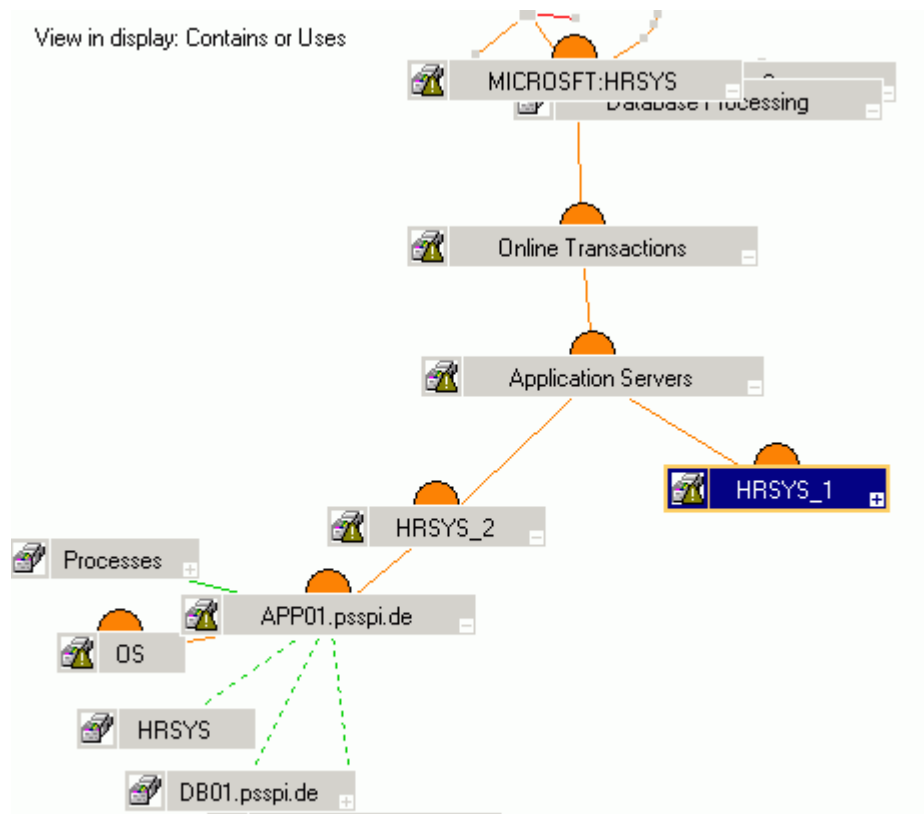 View in display: Contains or Uses
MICROSFT:HRSYS
Database Processing
Online Transactions
Application Servers
HRSYS_1
HRSYS_2
Processes
APP01.psspi.de
OS
HRSYS
DB01.psspi.de